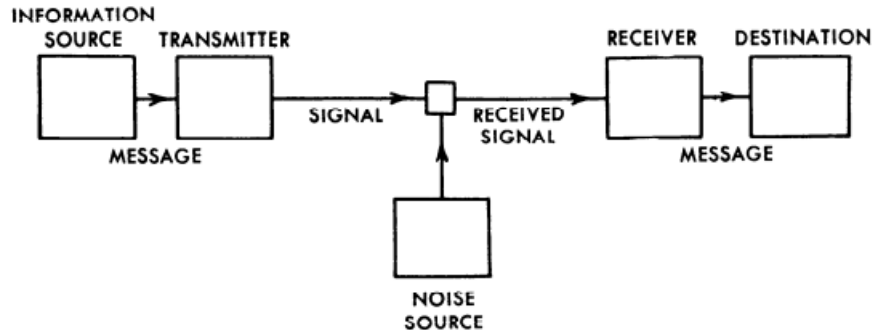 INFORMATION
SOURCE
TRANSMITTER
RECEIVER
DESTINATION
SIGNAL
RECEIVED
SIGNAL
MESSAGE
MESSAGE
NOISE
SOURCE